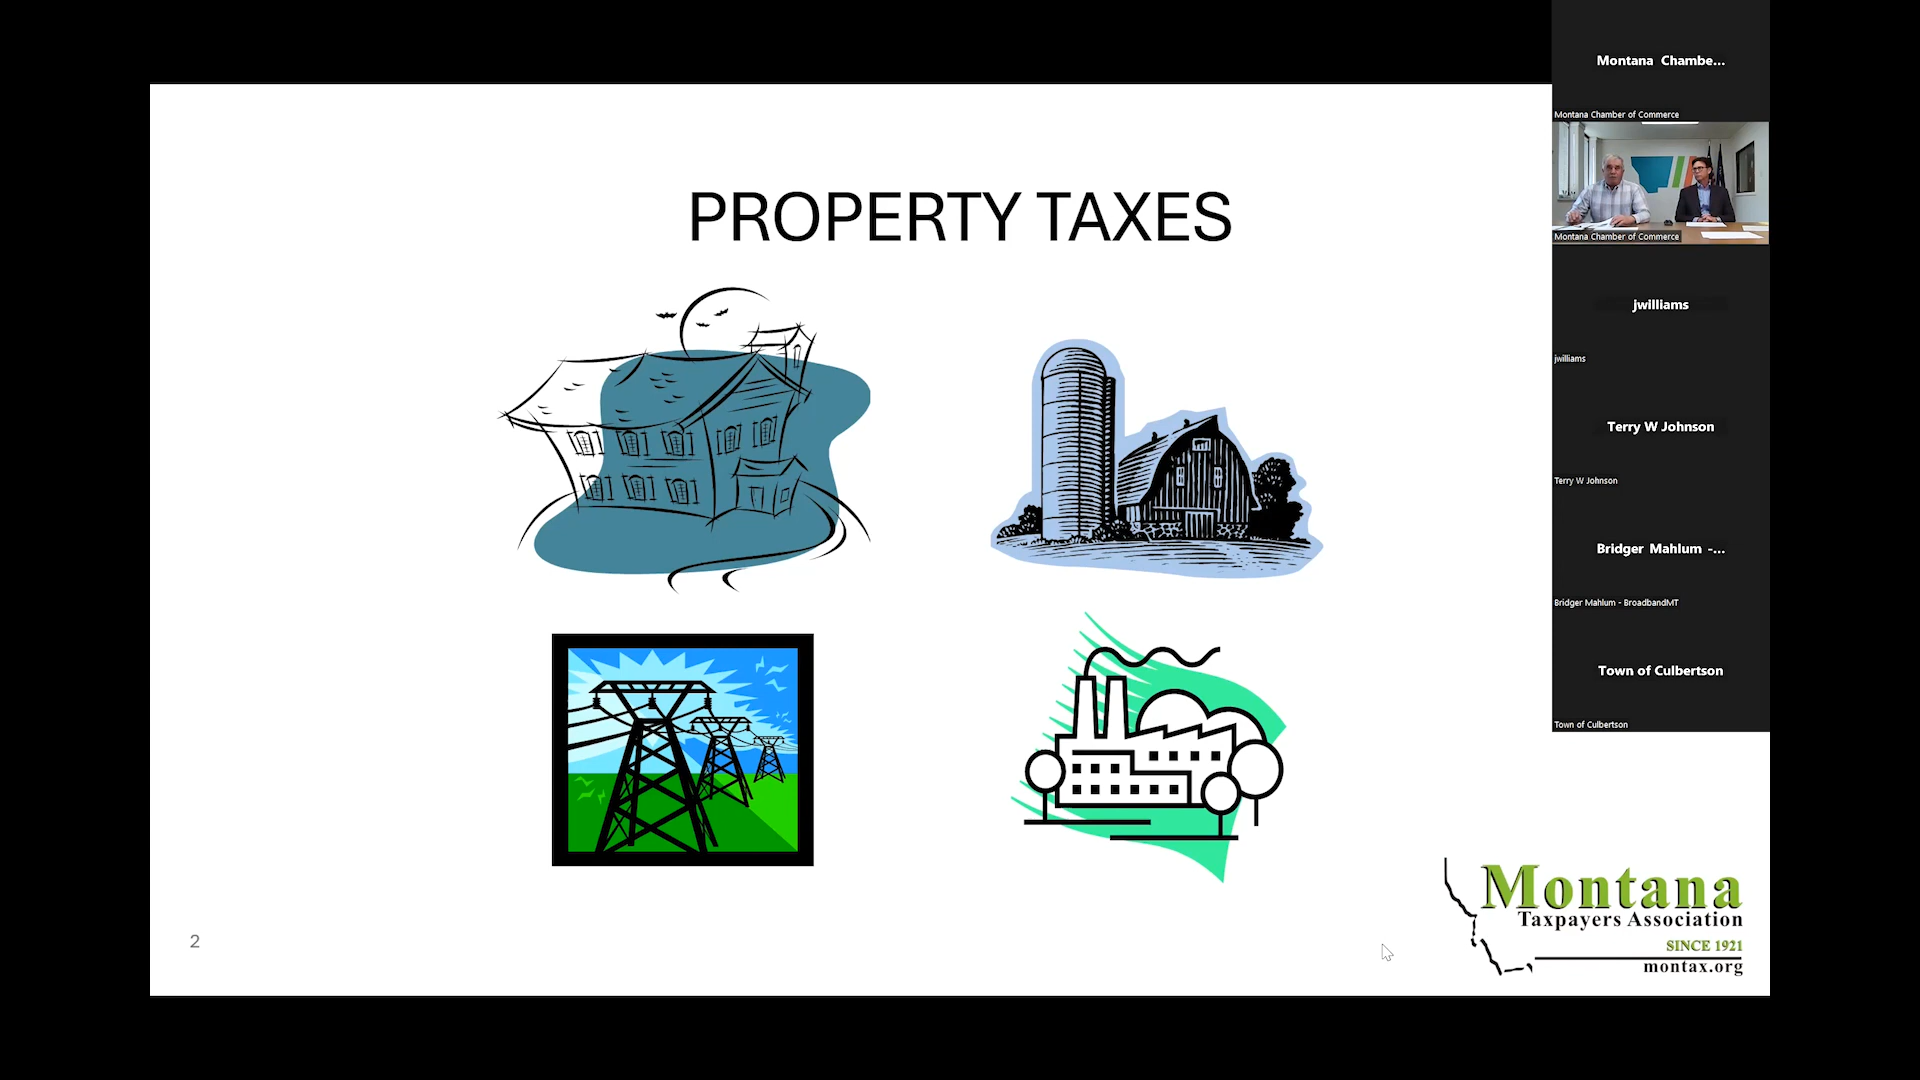 PROPERTY TAXES
2
Montana
Taxpayers Association
SINCE 1921
montax.org
Montana Chambe...
Montana Chamber of Commerce
Montana Chamber of Commerce
jwilliams
jwilliams
Terry W Johnson
Terry W Johnson
Bridger Mahlum -...
Bridger Mahlum - BroadbandMT
Town of Culbertson
Town of Culbertson